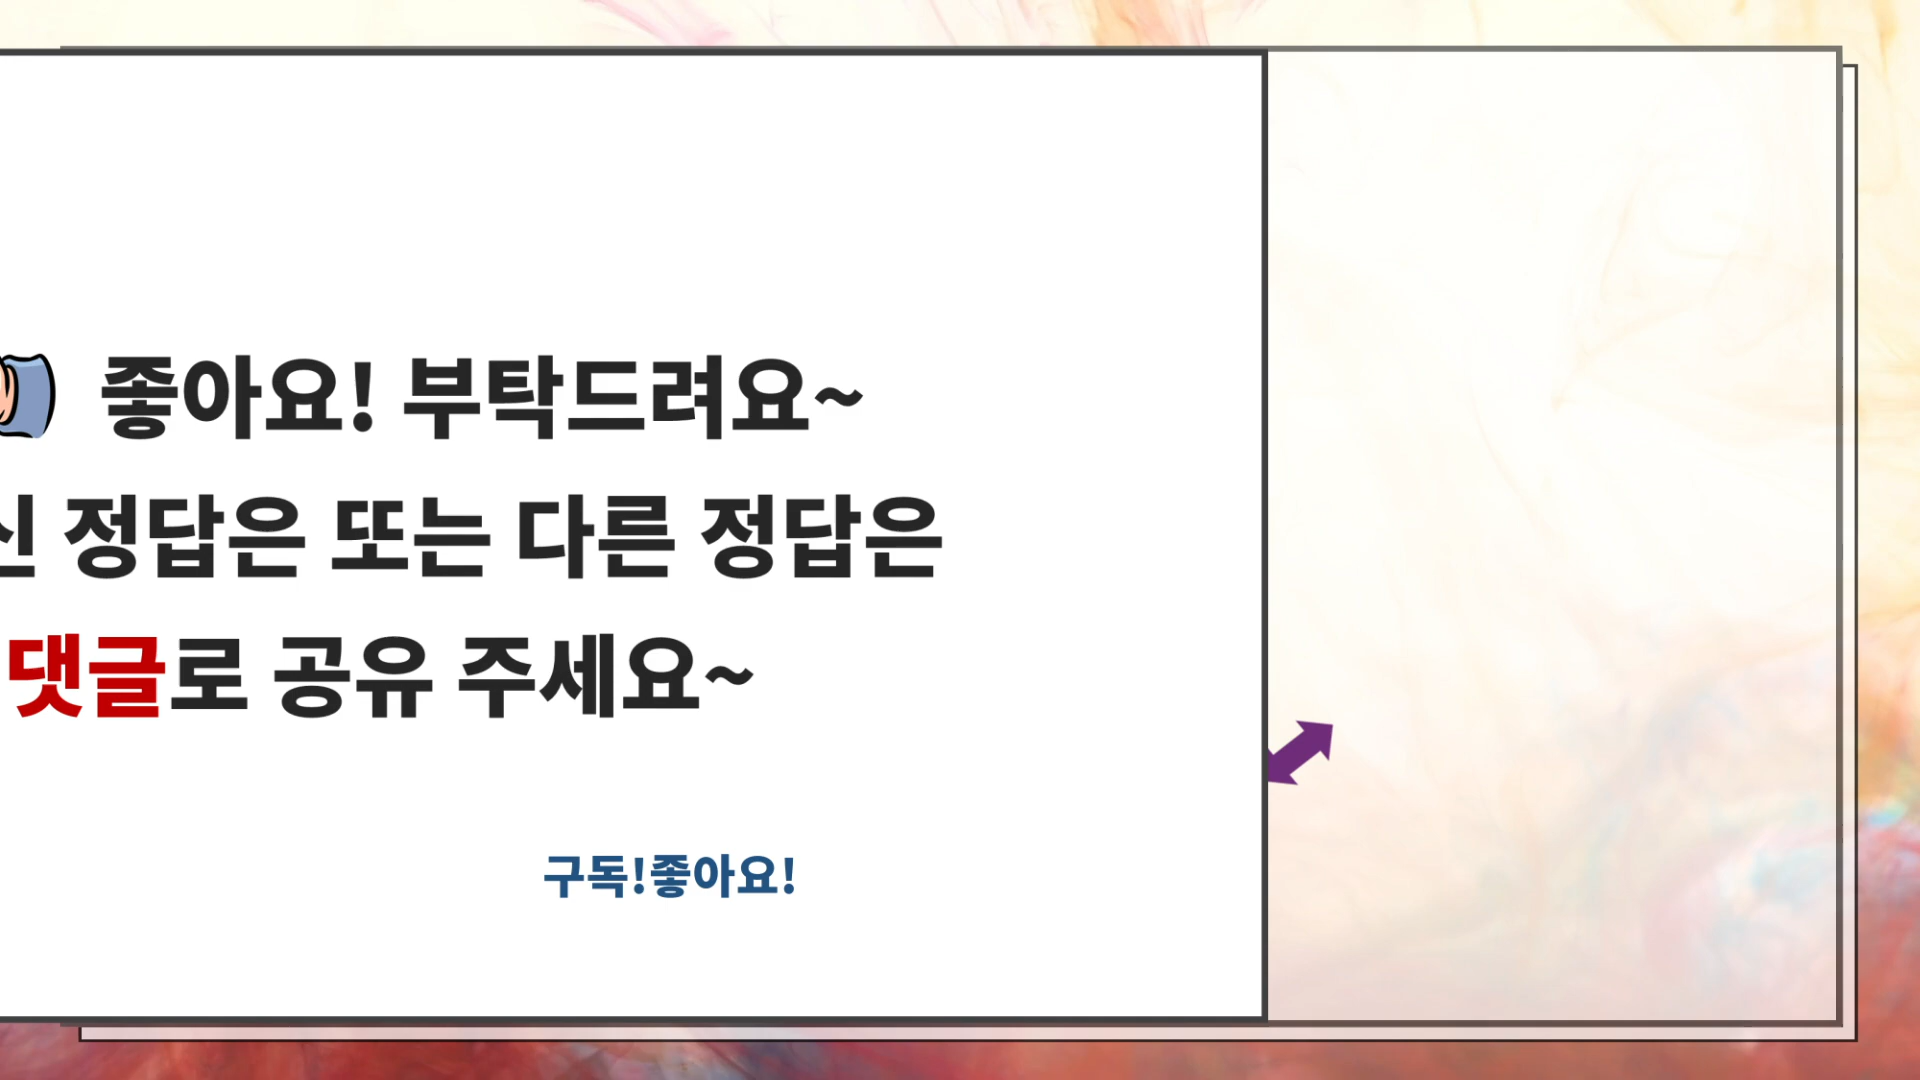 좋아요! 부탁드려요~
정답은 또는 다른 정답은
댓글로 공유 주세요~
구독!좋아요!